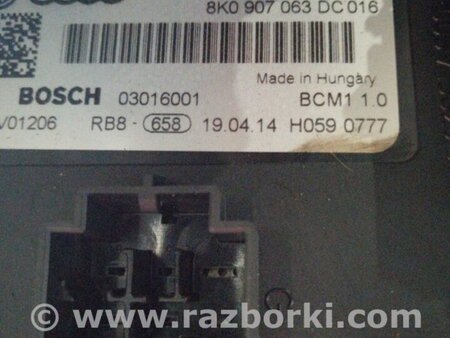 8K0 907 063 DC 016
Made in Hungary
BOSCH 03016001 BCM1 1.0
V01206 RB8 - 658 19.04.14 H059 0777
© www.razborki.com